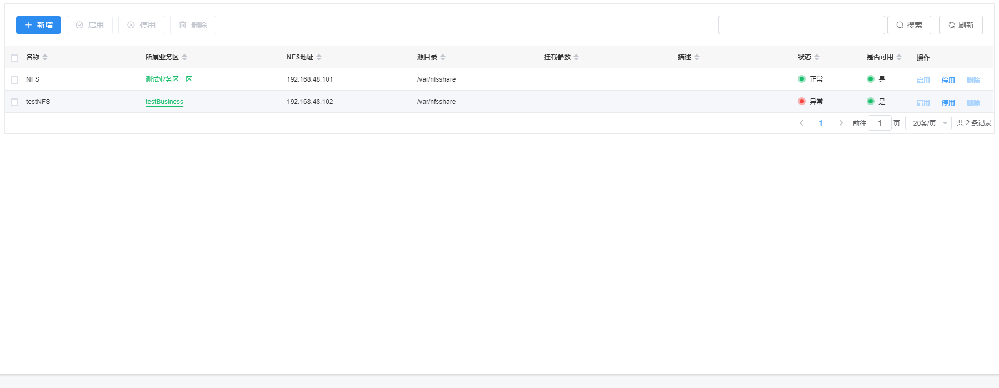 新增 启用 停用 删除 搜索 刷新
名称 所属业务区 NFS地址 源目录 挂载参数 描述 状态 是否可用 操作
NFS 测试业务区一区 192.168.48.101 /var/nfsshare 正常 是 启用 停用 删除
testNFS testBusiness 192.168.48.102 /var/nfsshare 异常 是 启用 停用 删除
1 前往 1 页 20条/页 共 2 条记录